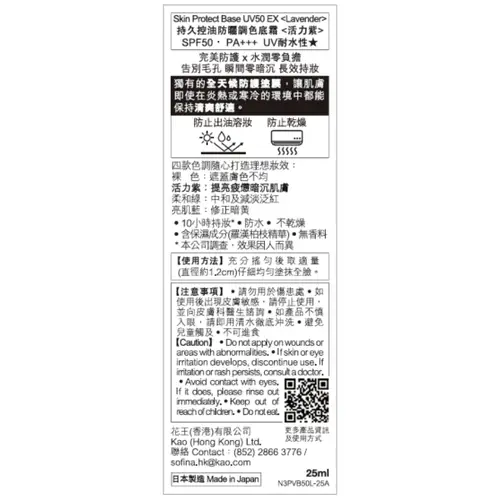 Skin Protect Base UV50 EX <Lavender>
持久控油防曬調色底霜 <活力紫>
SPF50・ PA+++ UV耐水性★
完美防護 x 水潤零負擔
告別毛孔 瞬間零暗沉 長效持妝
獨有的全天候防護塗膜,讓肌膚
即使在炎熱或寒冷的環境中都能
保持清爽舒適。
防止出油溶妝 防止乾燥
四款色調隨心打造理想妝效:
裸 色:遮蓋膚色不均
活力紫:提亮疲憊暗沉肌膚
柔和綠:中和及減淡泛紅
亮肌藍:修正暗黃
• 10小時持妝* • 防水 • 不乾燥
• 含保濕成分(羅漢柏枝精華) • 無香料
* 本公司調查,效果因人而異
【使用方法】充分搖勻後取適量
(直徑約1.2cm)仔細均勻塗抹全臉。
【注意事項】 • 請勿用於傷患處 • 如
使用後出現皮膚敏感,請停止使用,
並向皮膚科醫生諮詢 • 如產品不慎
入眼,請即用清水徹底沖洗 • 避免
兒童觸及 • 不可進食
【Caution】 • Do not apply on wounds or
areas with abnormalities. • If skin or eye
irritation develops, discontinue use. If
irritation or rash persists, consult a doctor.
• Avoid contact with eyes.
If it does, please rinse out
immediately. • Keep out of
reach of children. • Do not eat.
花王(香港)有限公司
Kao (Hong Kong) Ltd.
聯絡 Contact : (852) 2866 3776 /
sofina.hk@kao.com
更多產品資訊
及使用方式
25ml
日本製造 Made in Japan
N3PVB50L-25A